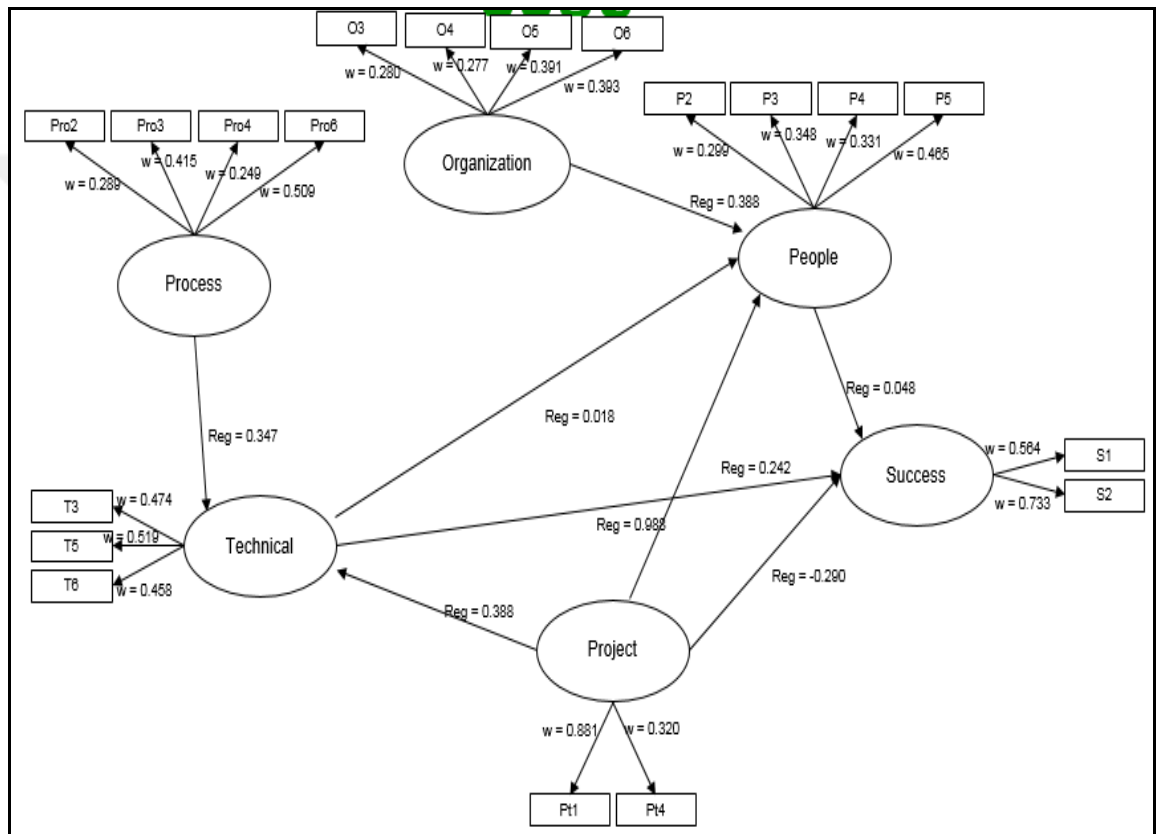 O3
O4
O5
O6
w = 0.280
w = 0.277
w = 0.391
w = 0.393
Pro2
Pro3
Pro4
Pro6
w = 0.289
w = 0.415
w = 0.249
w = 0.509
P2
P3
P4
P5
w = 0.299
w = 0.348
w = 0.331
w = 0.465
Organization
Reg = 0.388
People
Process
Reg = 0.347
Reg = 0.018
Reg = 0.048
Reg = 0.242
Success
w = 0.564
S1
w = 0.733
S2
T3
w = 0.474
T5
w = 0.519
T6
w = 0.458
Technical
Reg = 0.988
Reg = -0.290
Reg = 0.388
Project
w = 0.881
w = 0.320
Pt1
Pt4